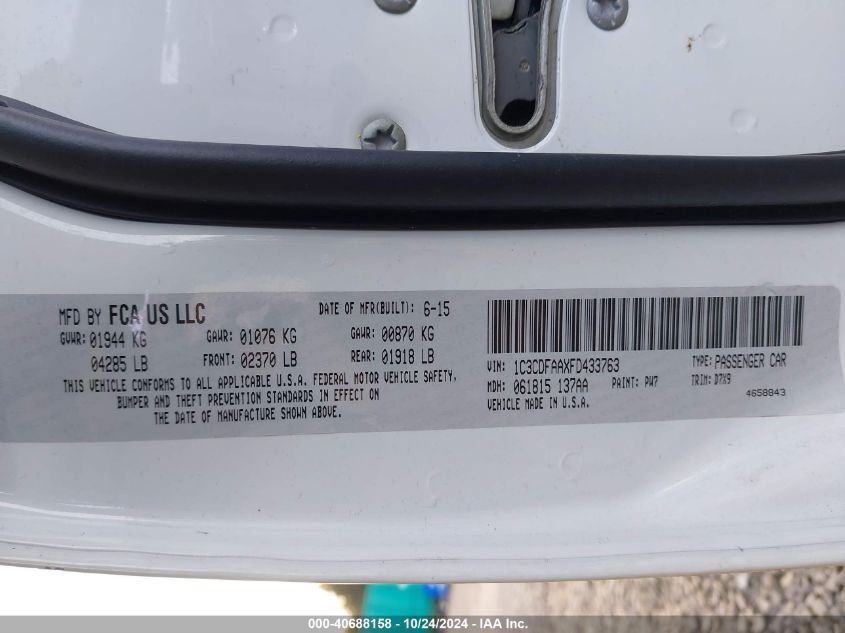 MFD BY FCA US LLC DATE OF MFR(BUILT): 6-15
GVWR: 01944 KG GAWR: 01076 KG GAWR: 00870 KG
04285 LB FRONT: 02370 LB REAR: 01918 LB
THIS VEHICLE CONFORMS TO ALL APPLICABLE U.S.A. FEDERAL MOTOR VEHICLE SAFETY,
BUMPER AND THEFT PREVENTION STANDARDS IN EFFECT ON
THE DATE OF MANUFACTURE SHOWN ABOVE.
VIN: 1C3CDFAAXFD433763 TYPE: PASSENGER CAR
MDH: 061815 137AA PAINT: PW7 TRIM: D7X9
VEHICLE MADE IN U.S.A. 4658843
000-40688158 - 10/24/2024 - IAA Inc.